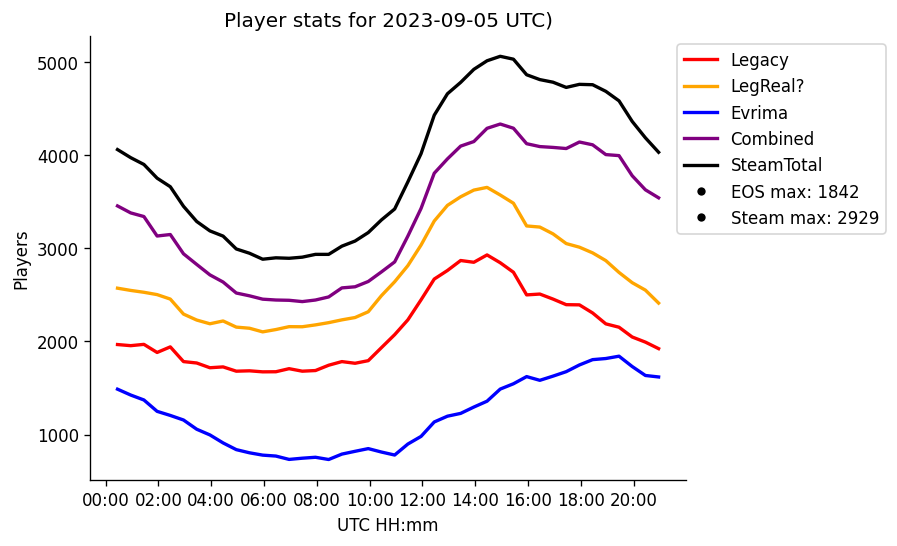 Player stats for 2023-09-05 UTC)
Players
5000
4000
3000
2000
1000
00:00 02:00 04:00 06:00 08:00 10:00 12:00 14:00 16:00 18:00 20:00
UTC HH:mm
Legacy
LegReal?
Evrima
Combined
SteamTotal
EOS max: 1842
Steam max: 2929